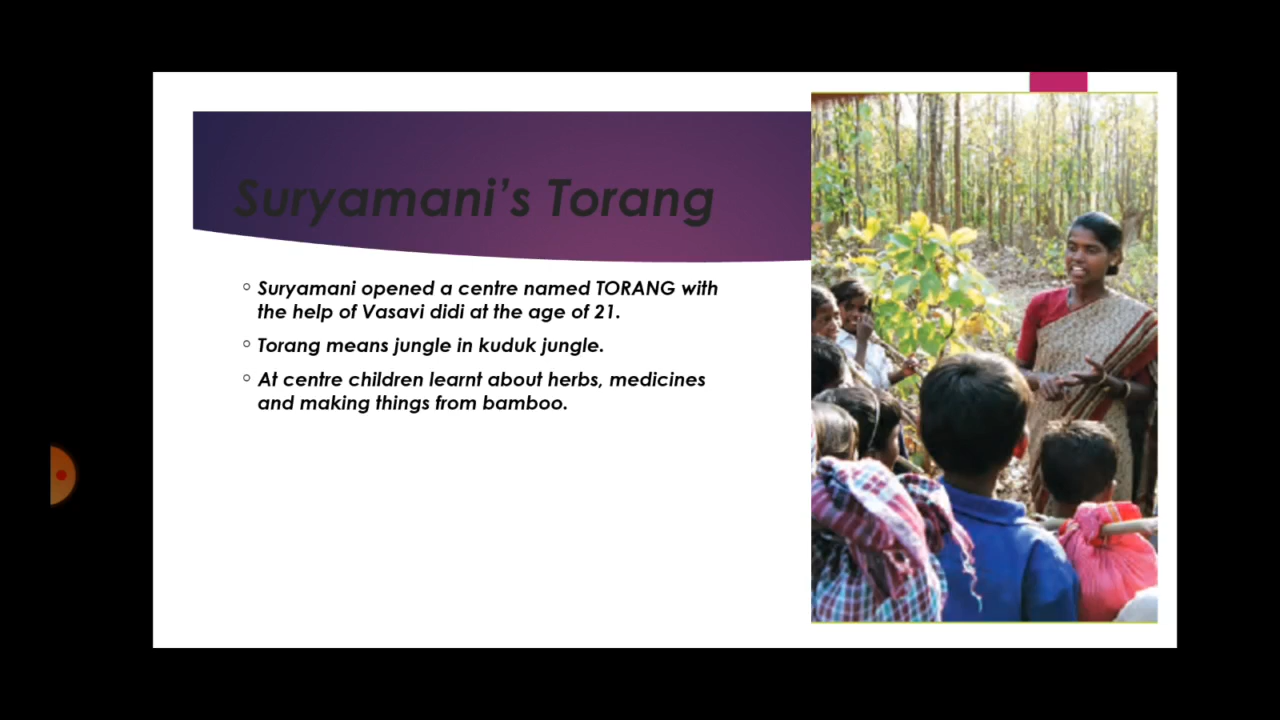 Suryamani's Torang
Suryamani opened a centre named TORANG with
the help of Vasavi didi at the age of 21.
Torang means jungle in kuduk jungle.
At centre children learnt about herbs, medicines
and making things from bamboo.